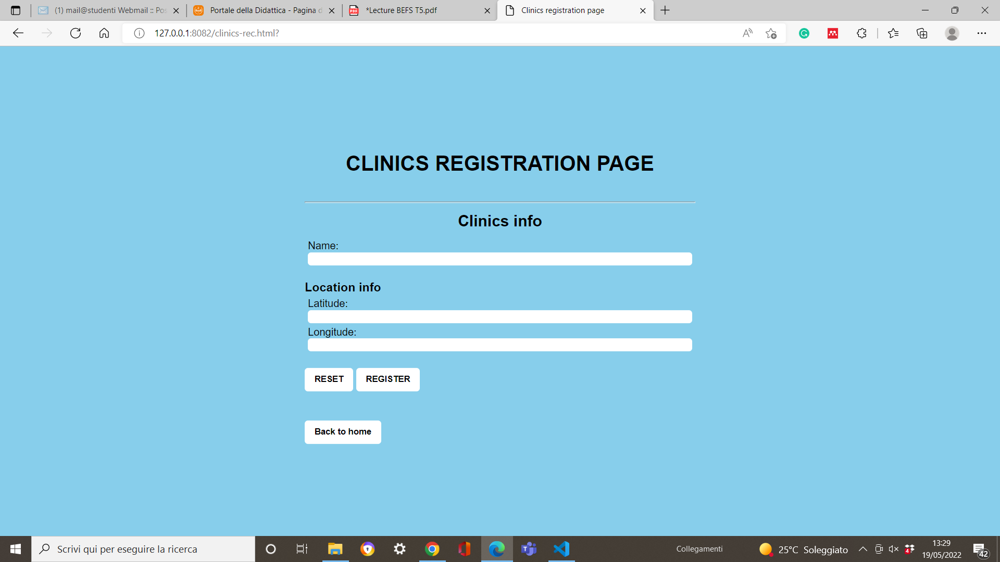 (1) mail@studenti Webmail :: Pos
Portale della Didattica - Pagina d
*Lecture BEFS T5.pdf
Clinics registration page
127.0.0.1:8082/clinics-rec.html?
CLINICS REGISTRATION PAGE
Clinics info
Name:
Location info
Latitude:
Longitude:
RESET REGISTER
Back to home
Scrivi qui per eseguire la ricerca
Collegamenti
25°C Soleggiato
4
13:29
19/05/2022
42